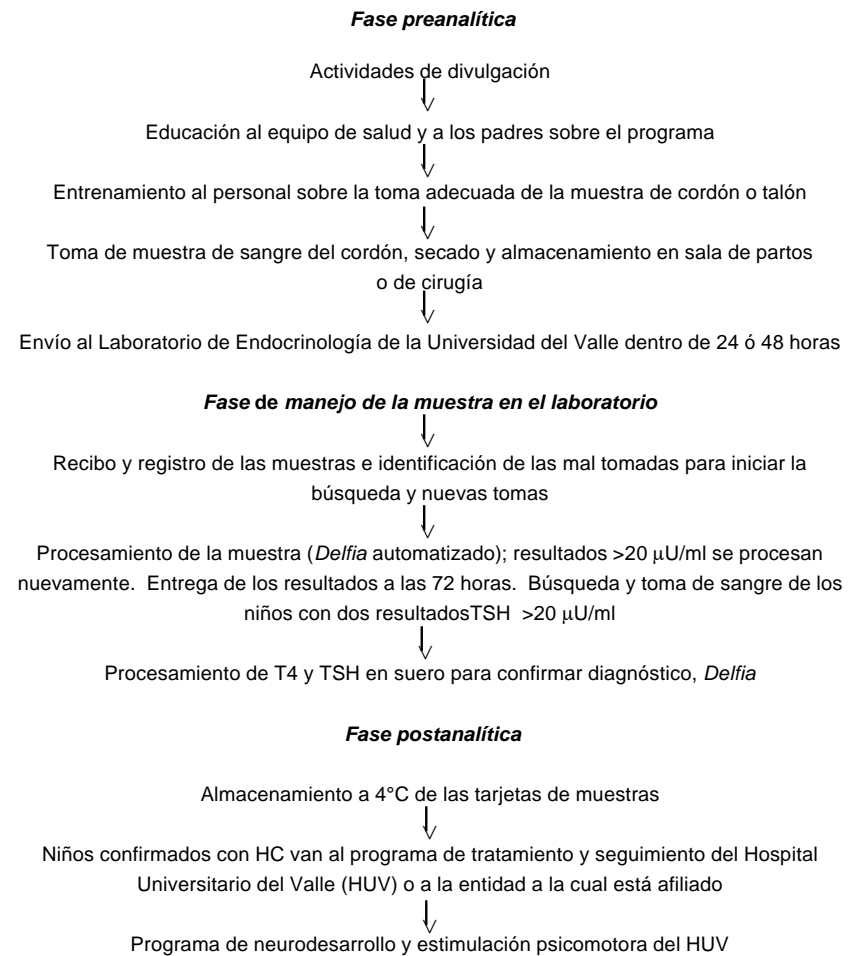 Fase preanalítica
Actividades de divulgación
Educación al equipo de salud y a los padres sobre el programa
Entrenamiento al personal sobre la toma adecuada de la muestra de cordón o talón
Toma de muestra de sangre del cordón, secado y almacenamiento en sala de partos
o de cirugía
Envío al Laboratorio de Endocrinología de la Universidad del Valle dentro de 24 ó 48 horas
Fase de manejo de la muestra en el laboratorio
Recibo y registro de las muestras e identificación de las mal tomadas para iniciar la
búsqueda y nuevas tomas
Procesamiento de la muestra (Delfia automatizado); resultados >20 μU/ml se procesan
nuevamente. Entrega de los resultados a las 72 horas. Búsqueda y toma de sangre de los
niños con dos resultadosTSH >20 μU/ml
Procesamiento de T4 y TSH en suero para confirmar diagnóstico, Delfia
Fase postanalítica
Almacenamiento a 4°C de las tarjetas de muestras
Niños confirmados con HC van al programa de tratamiento y seguimiento del Hospital
Universitario del Valle (HUV) o a la entidad a la cual está afiliado
Programa de neurodesarrollo y estimulación psicomotora del HUV